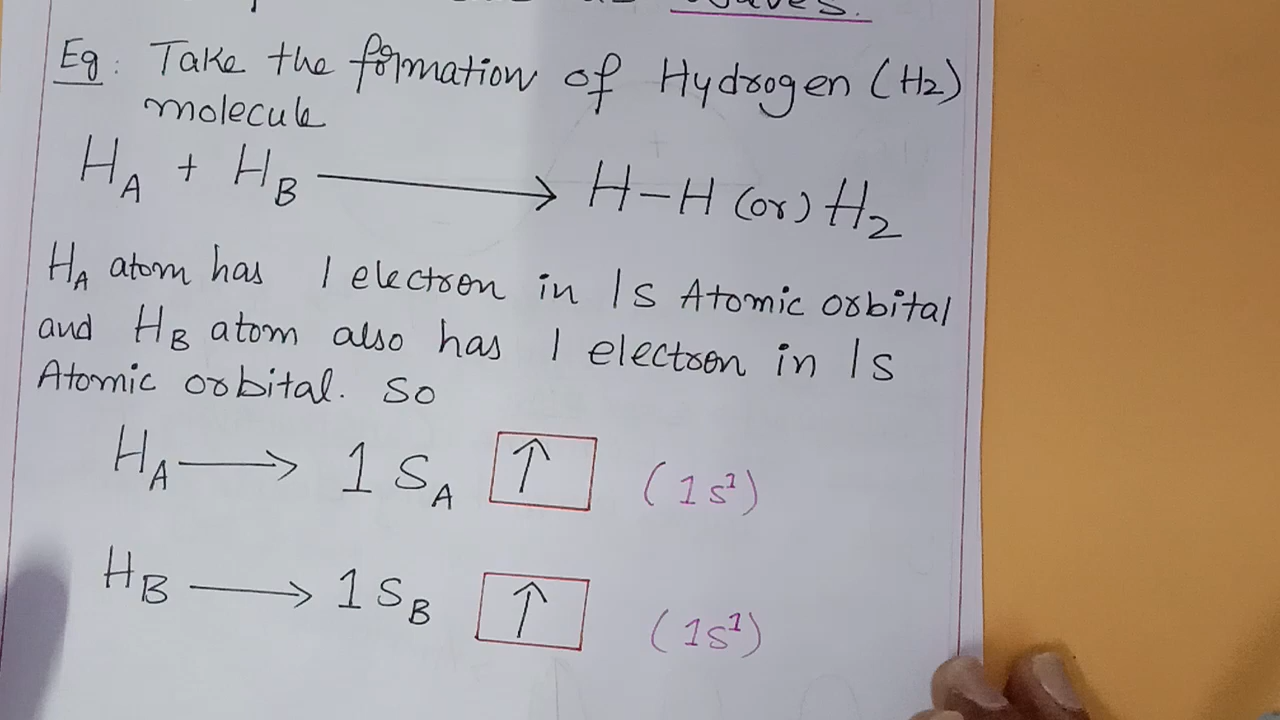 waves.
Eg: Take the formation of Hydrogen (H2)
molecule
HA + HB ⟶ H-H (or) H2
HA atom has 1 electron in 1s Atomic orbital
and HB atom also has 1 electron in 1s
Atomic orbital. So
HA ⟶ 1SA ↑ (1s¹)
HB ⟶ 1SB ↑ (1s¹)